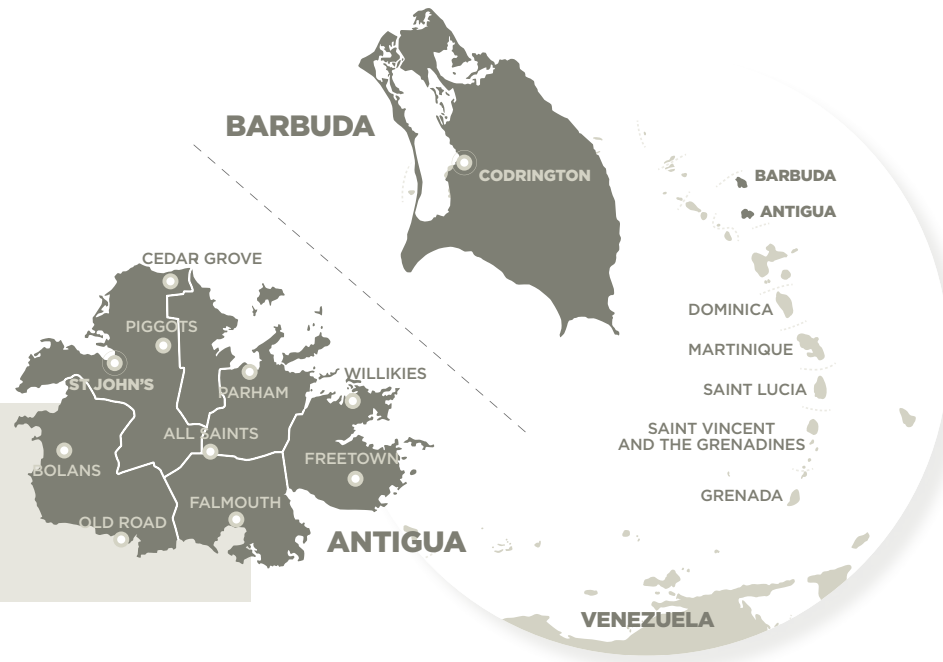 BARBUDA
CODRINGTON
BARBUDA
ANTIGUA
CEDAR GROVE
PIGGOTS
ST JOHN'S
PARHAM
WILLIKIES
ALL SAINTS
BOLANS
FREETOWN
FALMOUTH
OLD ROAD
ANTIGUA
DOMINICA
MARTINIQUE
SAINT LUCIA
SAINT VINCENT
AND THE GRENADINES
GRENADA
VENEZUELA